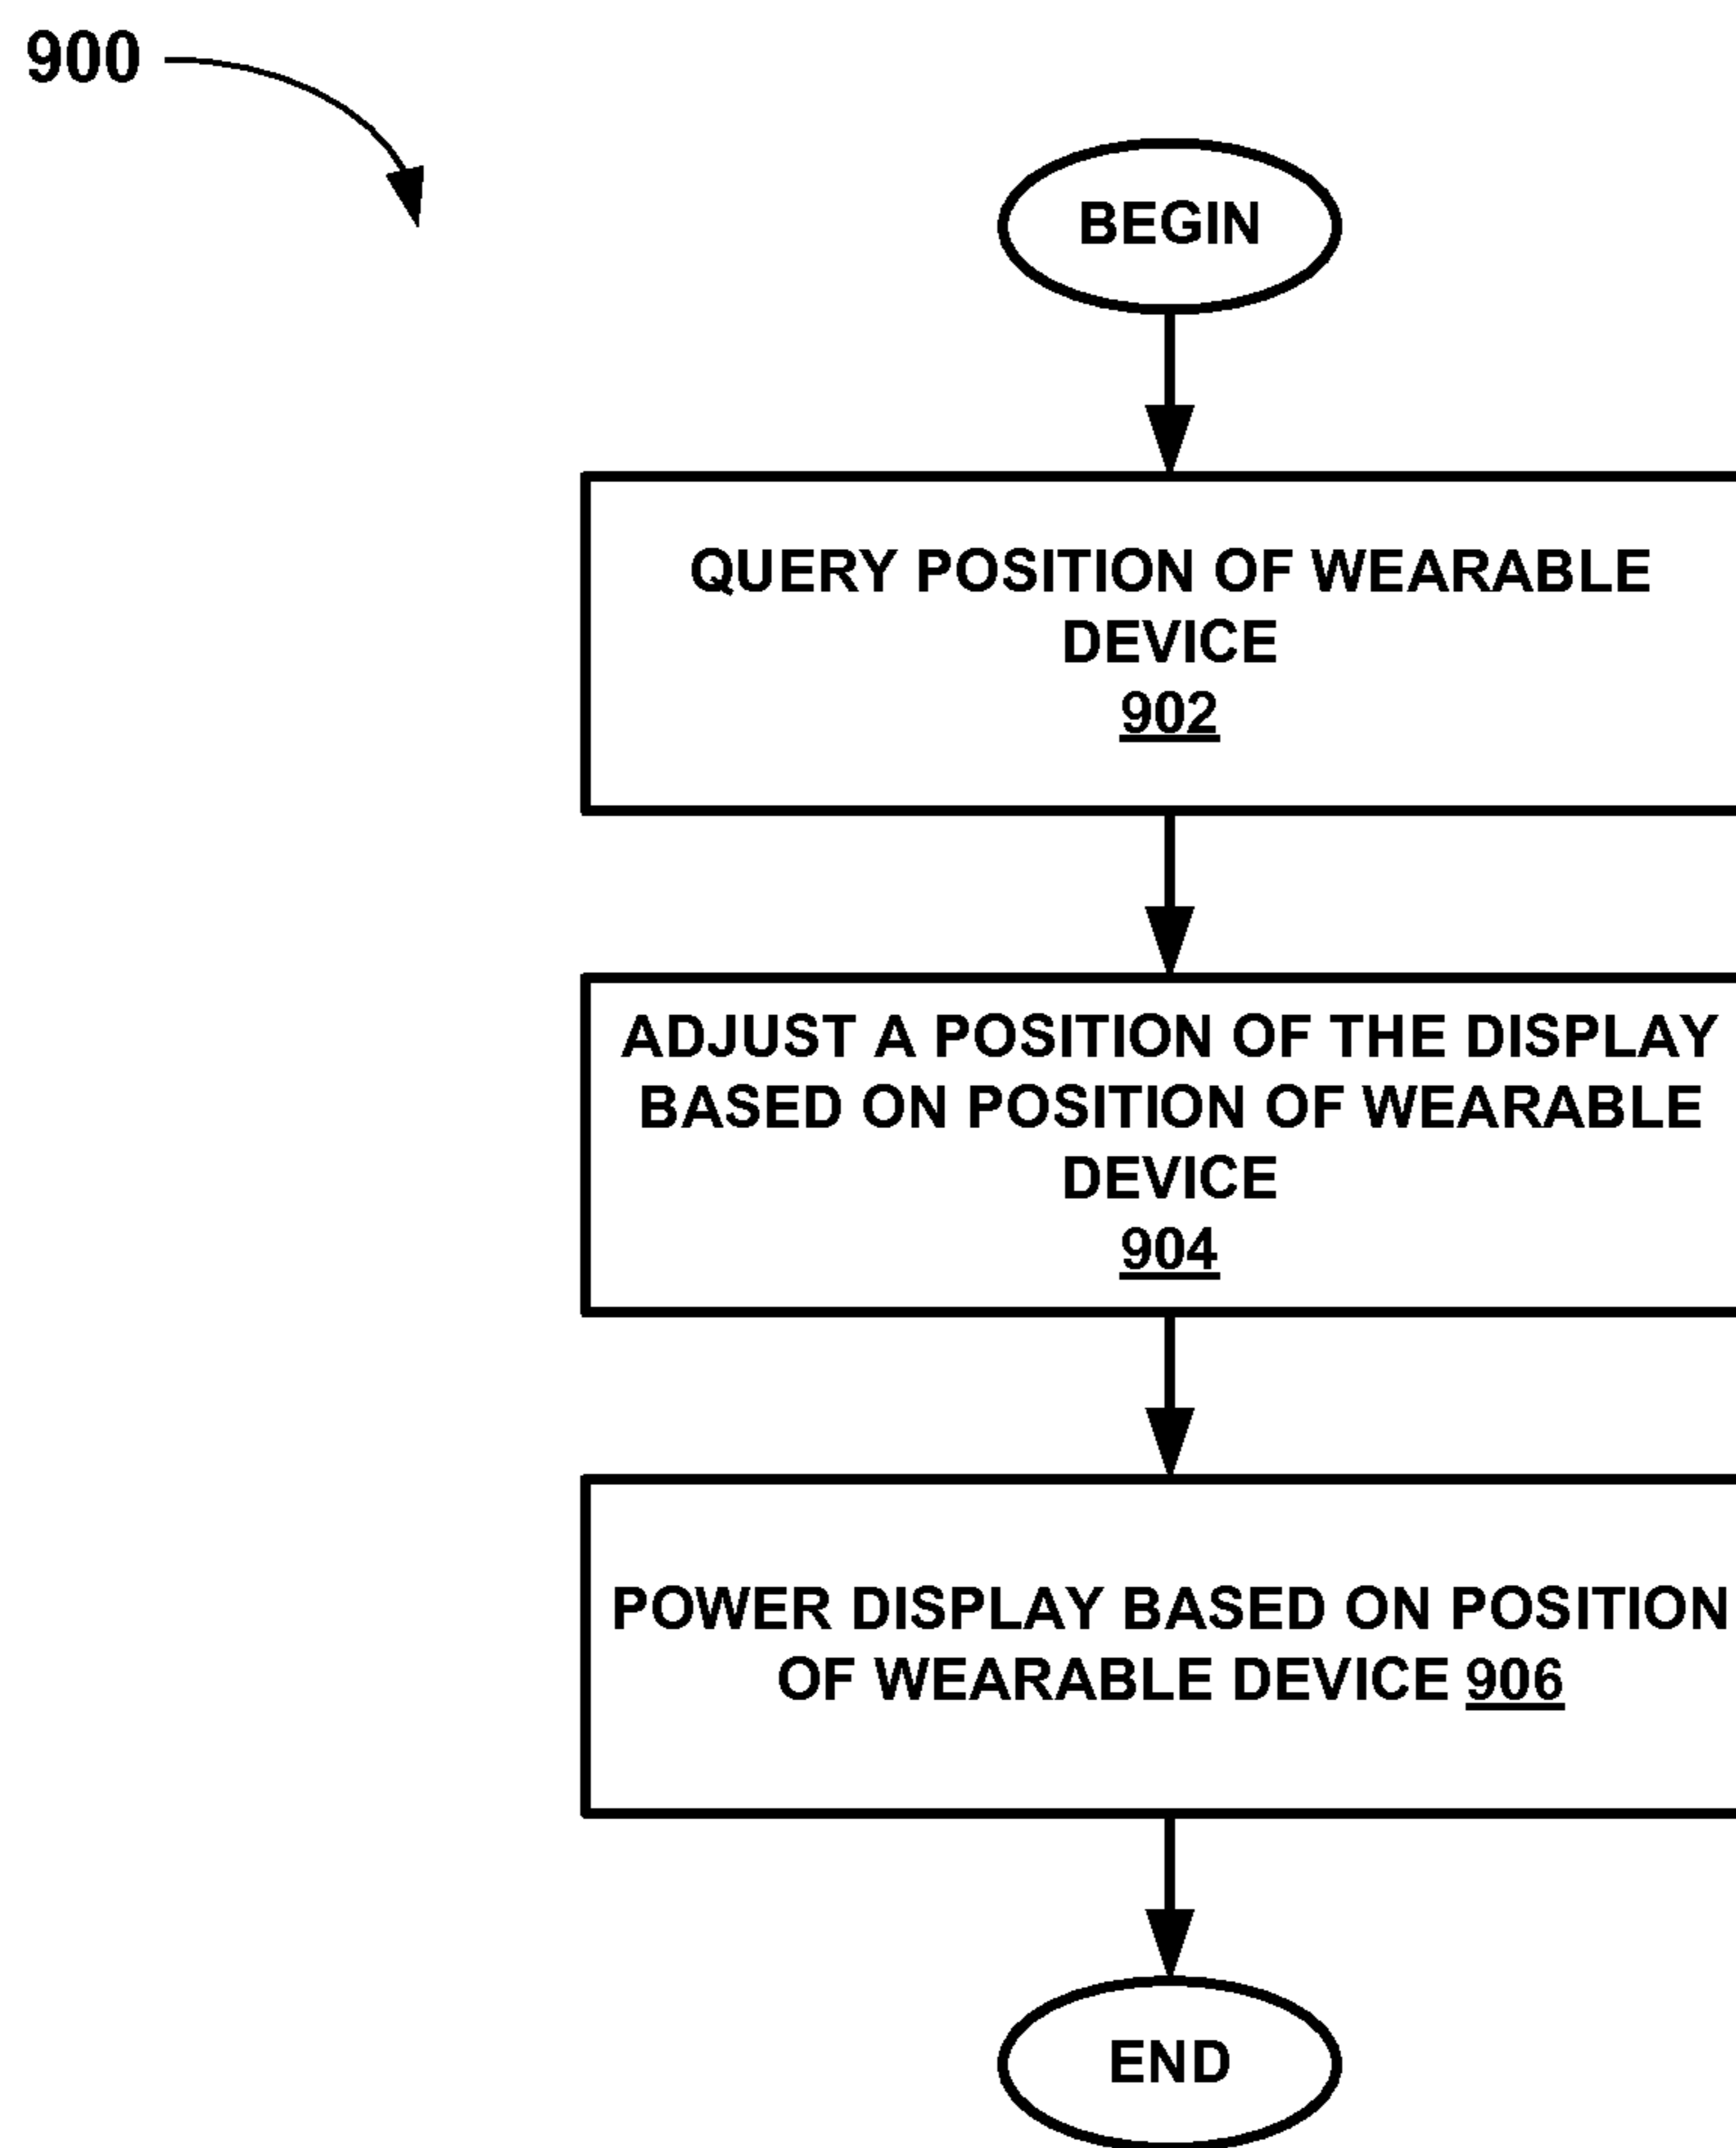 900
BEGIN
QUERY POSITION OF WEARABLE
DEVICE
902
ADJUST A POSITION OF THE DISPLAY
BASED ON POSITION OF WEARABLE
DEVICE
904
POWER DISPLAY BASED ON POSITION
OF WEARABLE DEVICE 906
END